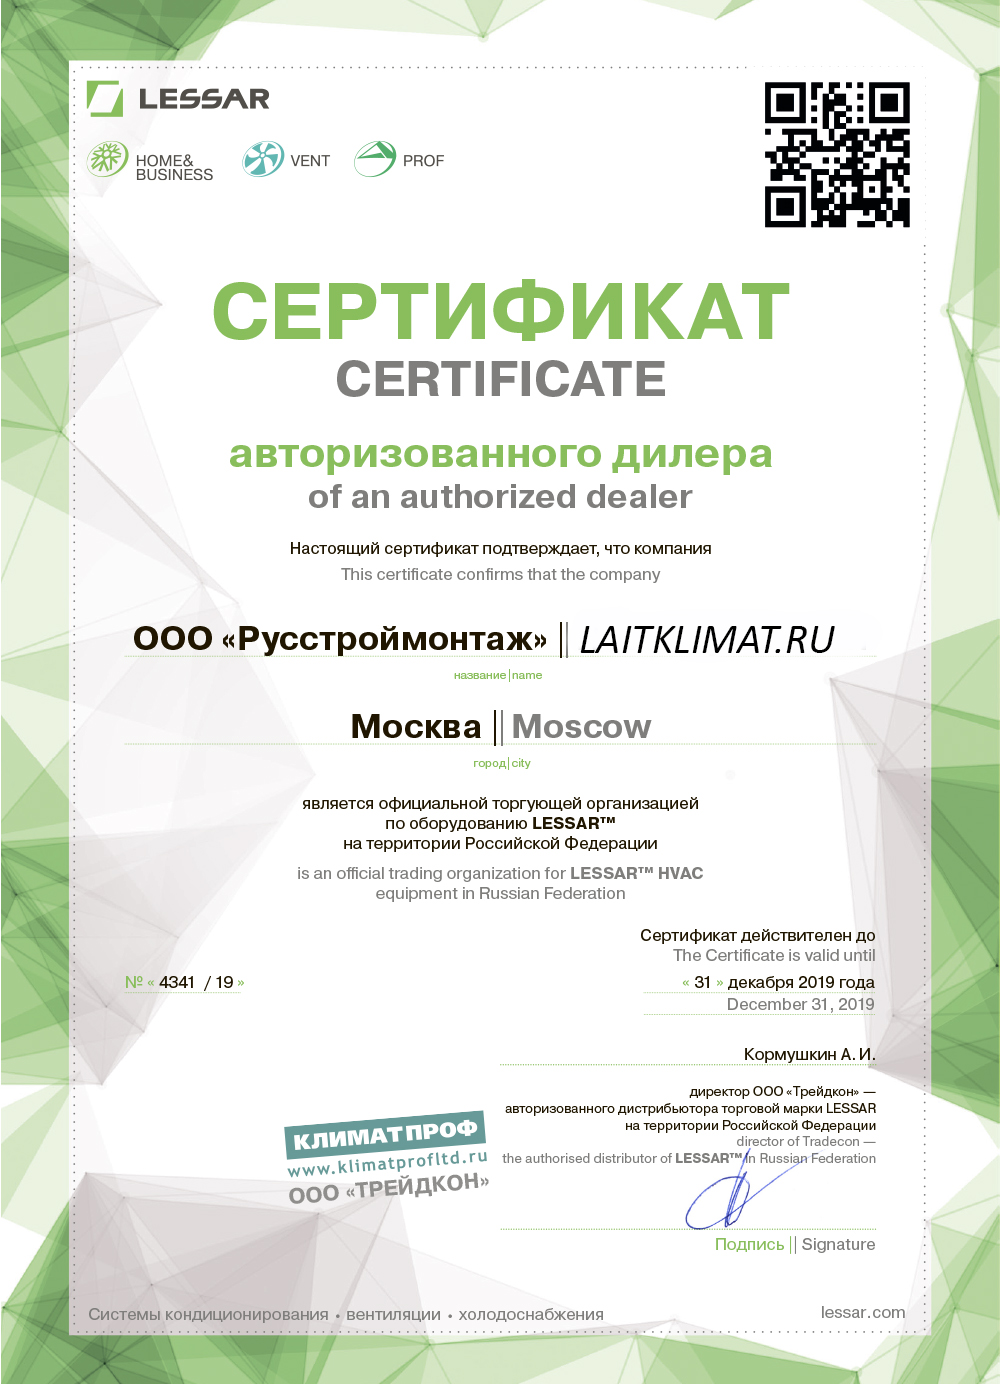 LESSAR
HOME&
BUSINESS
VENT
PROF
СЕРТИФИКАТ
CERTIFICATE
авторизованного дилера
of an authorized dealer
Настоящий сертификат подтверждает, что компания
This certificate confirms that the company
ООО «Русстроймонтаж» || LAITKLIMAT.RU
название|name
Москва || Moscow
город|city
является официальной торгующей организацией
по оборудованию LESSAR™
на территории Российской Федерации
is an official trading organization for LESSAR™ HVAC
equipment in Russian Federation
Сертификат действителен до
The Certificate is valid until
№ « 4341 / 19 »
« 31 » декабря 2019 года
December 31, 2019
Кормушкин А. И.
директор ООО «Трейдкон» —
авторизованного дистрибьютора торговой марки LESSAR
на территории Российской Федерации
director of Tradecon —
the authorised distributor of LESSAR™ in Russian Federation
КЛИМАТПРОФ
www.klimatprofltd.ru
ООО «ТРЕЙДКОН»
Подпись || Signature
Системы кондиционирования • вентиляции • холодоснабжения
lessar.com